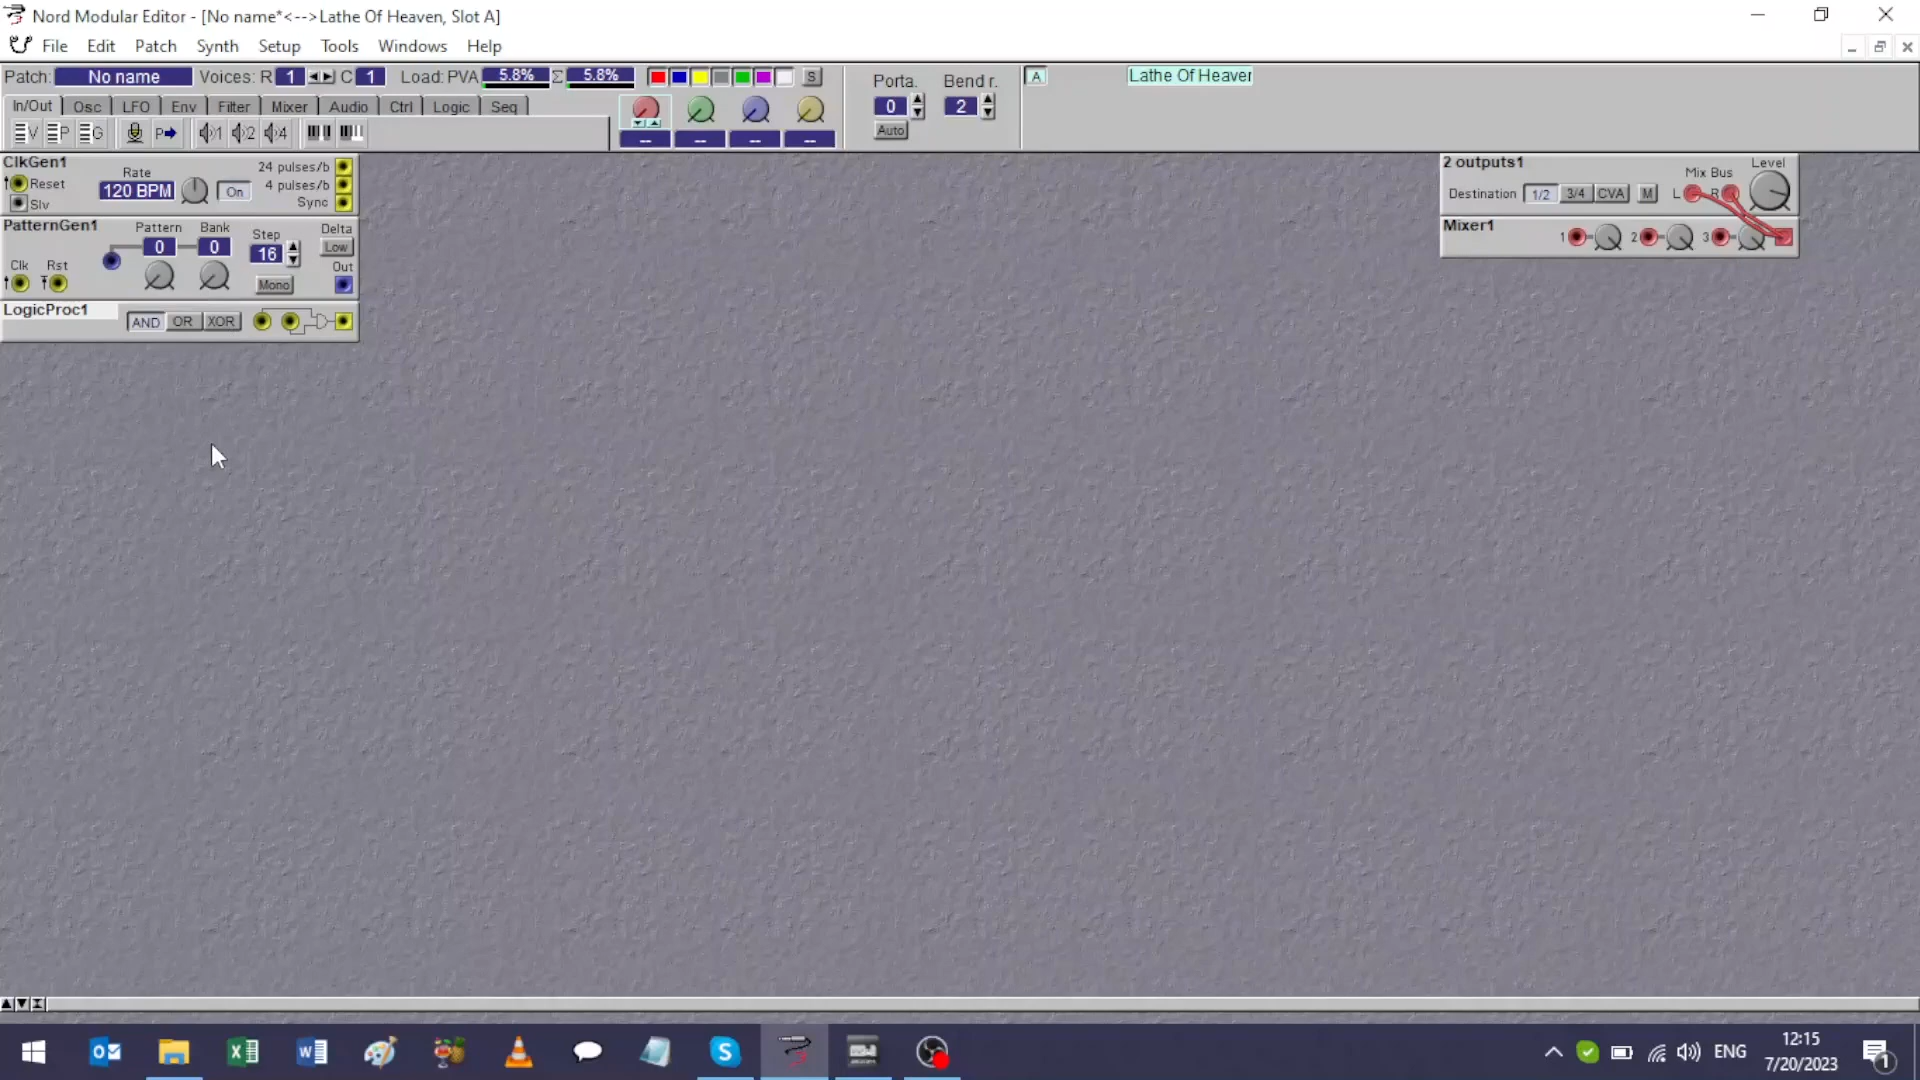 Nord Modular Editor - [No name*<-->Lathe Of Heaven, Slot A]
File Edit Patch Synth Setup Tools Windows Help
Patch: No name Voices: R 1 C 1 Load: PVA 5.8% Σ 5.8% S
In/Out Osc LFO Env Filter Mixer Audio Ctrl Logic Seq
V P G P 1 2 4
-- -- -- --
Porta. Bend r.
0 2
Auto
A Lathe Of Heaver
ClkGen1
Rate
120 BPM
Reset
Slv
On
24 pulses/b
4 pulses/b
Sync
PatternGen1
Pattern Bank Step Delta
0 0 16 Low
Clk Rst Mono Out
LogicProc1
AND OR XOR
2 outputs1 Level
Mix Bus
Destination 1/2 3/4 CVA M L R
Mixer1
1 2 3
12:15
ENG
7/20/2023
1